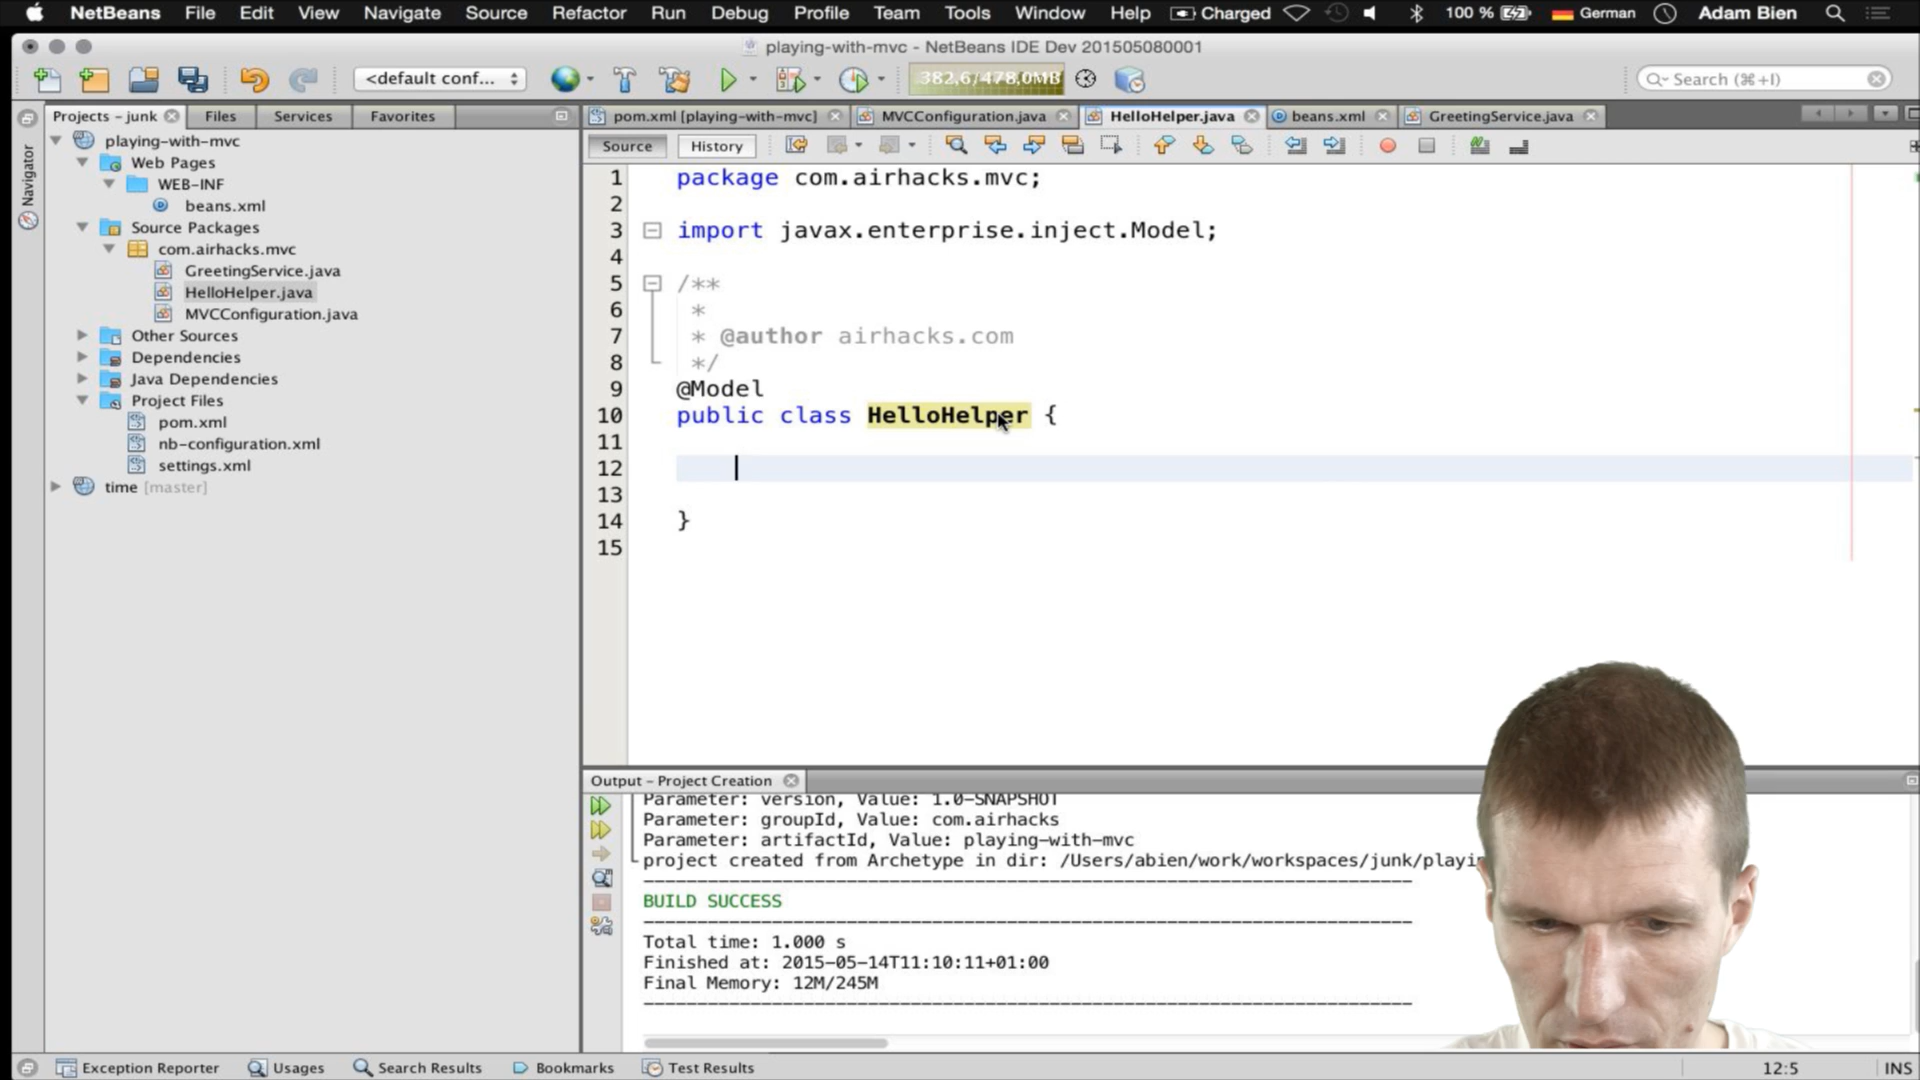 NetBeans File Edit View Navigate Source Refactor Run Debug Profile Team Tools Window Help Charged 100 % German Adam Bien
playing-with-mvc - NetBeans IDE Dev 201505080001
<default conf... 382,6/478,0MB Search (⌘+I)
Projects – junk Files Services Favorites
pom.xml [playing-with-mvc] MVCConfiguration.java HelloHelper.java beans.xml GreetingService.java
Source History
Navigator
playing-with-mvc
Web Pages
WEB-INF
beans.xml
Source Packages
com.airhacks.mvc
GreetingService.java
HelloHelper.java
MVCConfiguration.java
Other Sources
Dependencies
Java Dependencies
Project Files
pom.xml
nb-configuration.xml
settings.xml
time [master]
1 package com.airhacks.mvc;
2
3 import javax.enterprise.inject.Model;
4
5 /**
6 *
7 * @author airhacks.com
8 */
9 @Model
10 public class HelloHelper {
11
12
13
14 }
15
Output – Project Creation
Parameter: version, Value: 1.0-SNAPSHOT
Parameter: groupId, Value: com.airhacks
Parameter: artifactId, Value: playing-with-mvc
project created from Archetype in dir: /Users/abien/work/workspaces/junk/playi
BUILD SUCCESS
Total time: 1.000 s
Finished at: 2015-05-14T11:10:11+01:00
Final Memory: 12M/245M
Exception Reporter Usages Search Results Bookmarks Test Results 12:5 INS